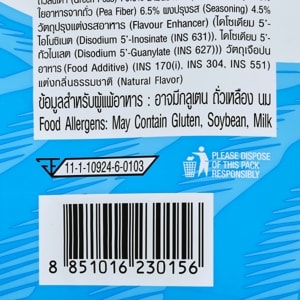 ใยอาหารจากถั่ว (Pea Fiber) 6.5% ผงปรุงรส (Seasoning) 4.5%
วัตถุปรุงแต่งรสอาหาร (Flavour Enhancer) (ไดโซเดียม 5'-
ไอโนซิเนต (Disodium 5'-Inosinate (INS 631)), ไดโซเดียม 5'-
กัวไนเลต (Disodium 5'-Guanylate (INS 627))) วัตถุเจือปน
อาหาร (Food Additive) (INS 170(i), INS 304, INS 551)
แต่งกลิ่นธรรมชาติ (Natural Flavor)
ข้อมูลสำหรับผู้แพ้อาหาร : อาจมีกลูเตน ถั่วเหลือง นม
Food Allergens: May Contain Gluten, Soybean, Milk
11-1-10924-6-0103
PLEASE DISPOSE
OF THIS PACK
RESPONSIBLY
8 851016 230156